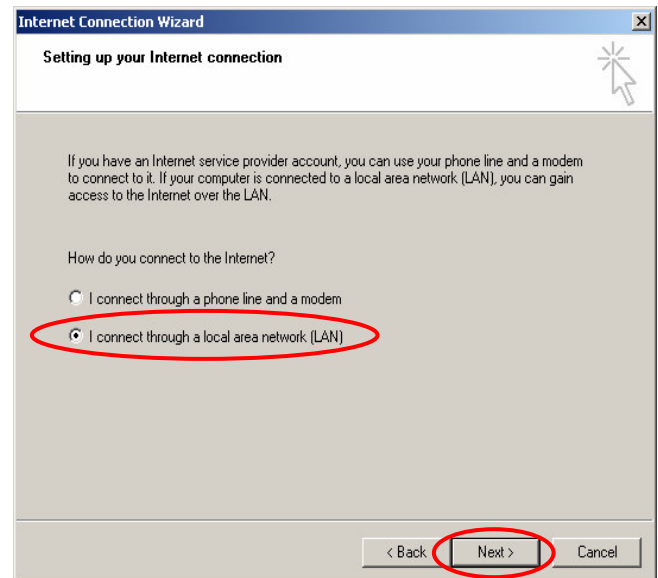 Internet Connection Wizard
Setting up your Internet connection
If you have an Internet service provider account, you can use your phone line and a modem
to connect to it. If your computer is connected to a local area network (LAN), you can gain
access to the Internet over the LAN.
How do you connect to the Internet?
I connect through a phone line and a modem
I connect through a local area network (LAN)
< Back Next > Cancel